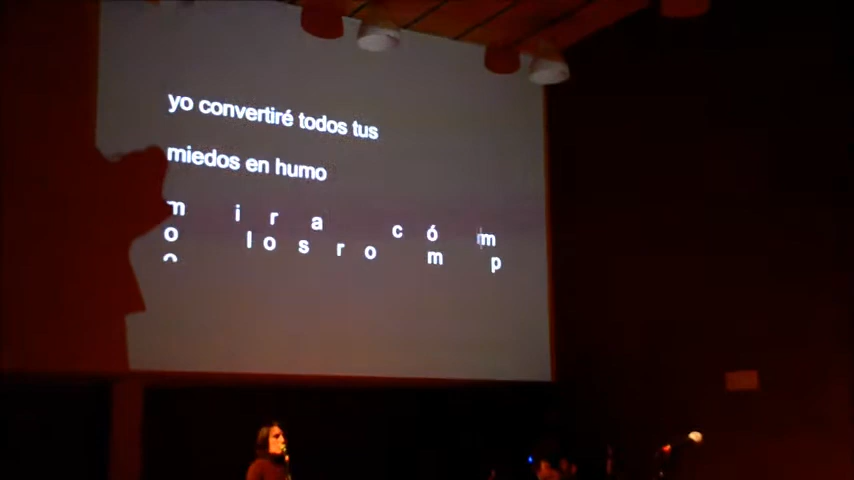 yo convertiré todos tus
miedos en humo
m i r a c ó m
o l o s r o m p